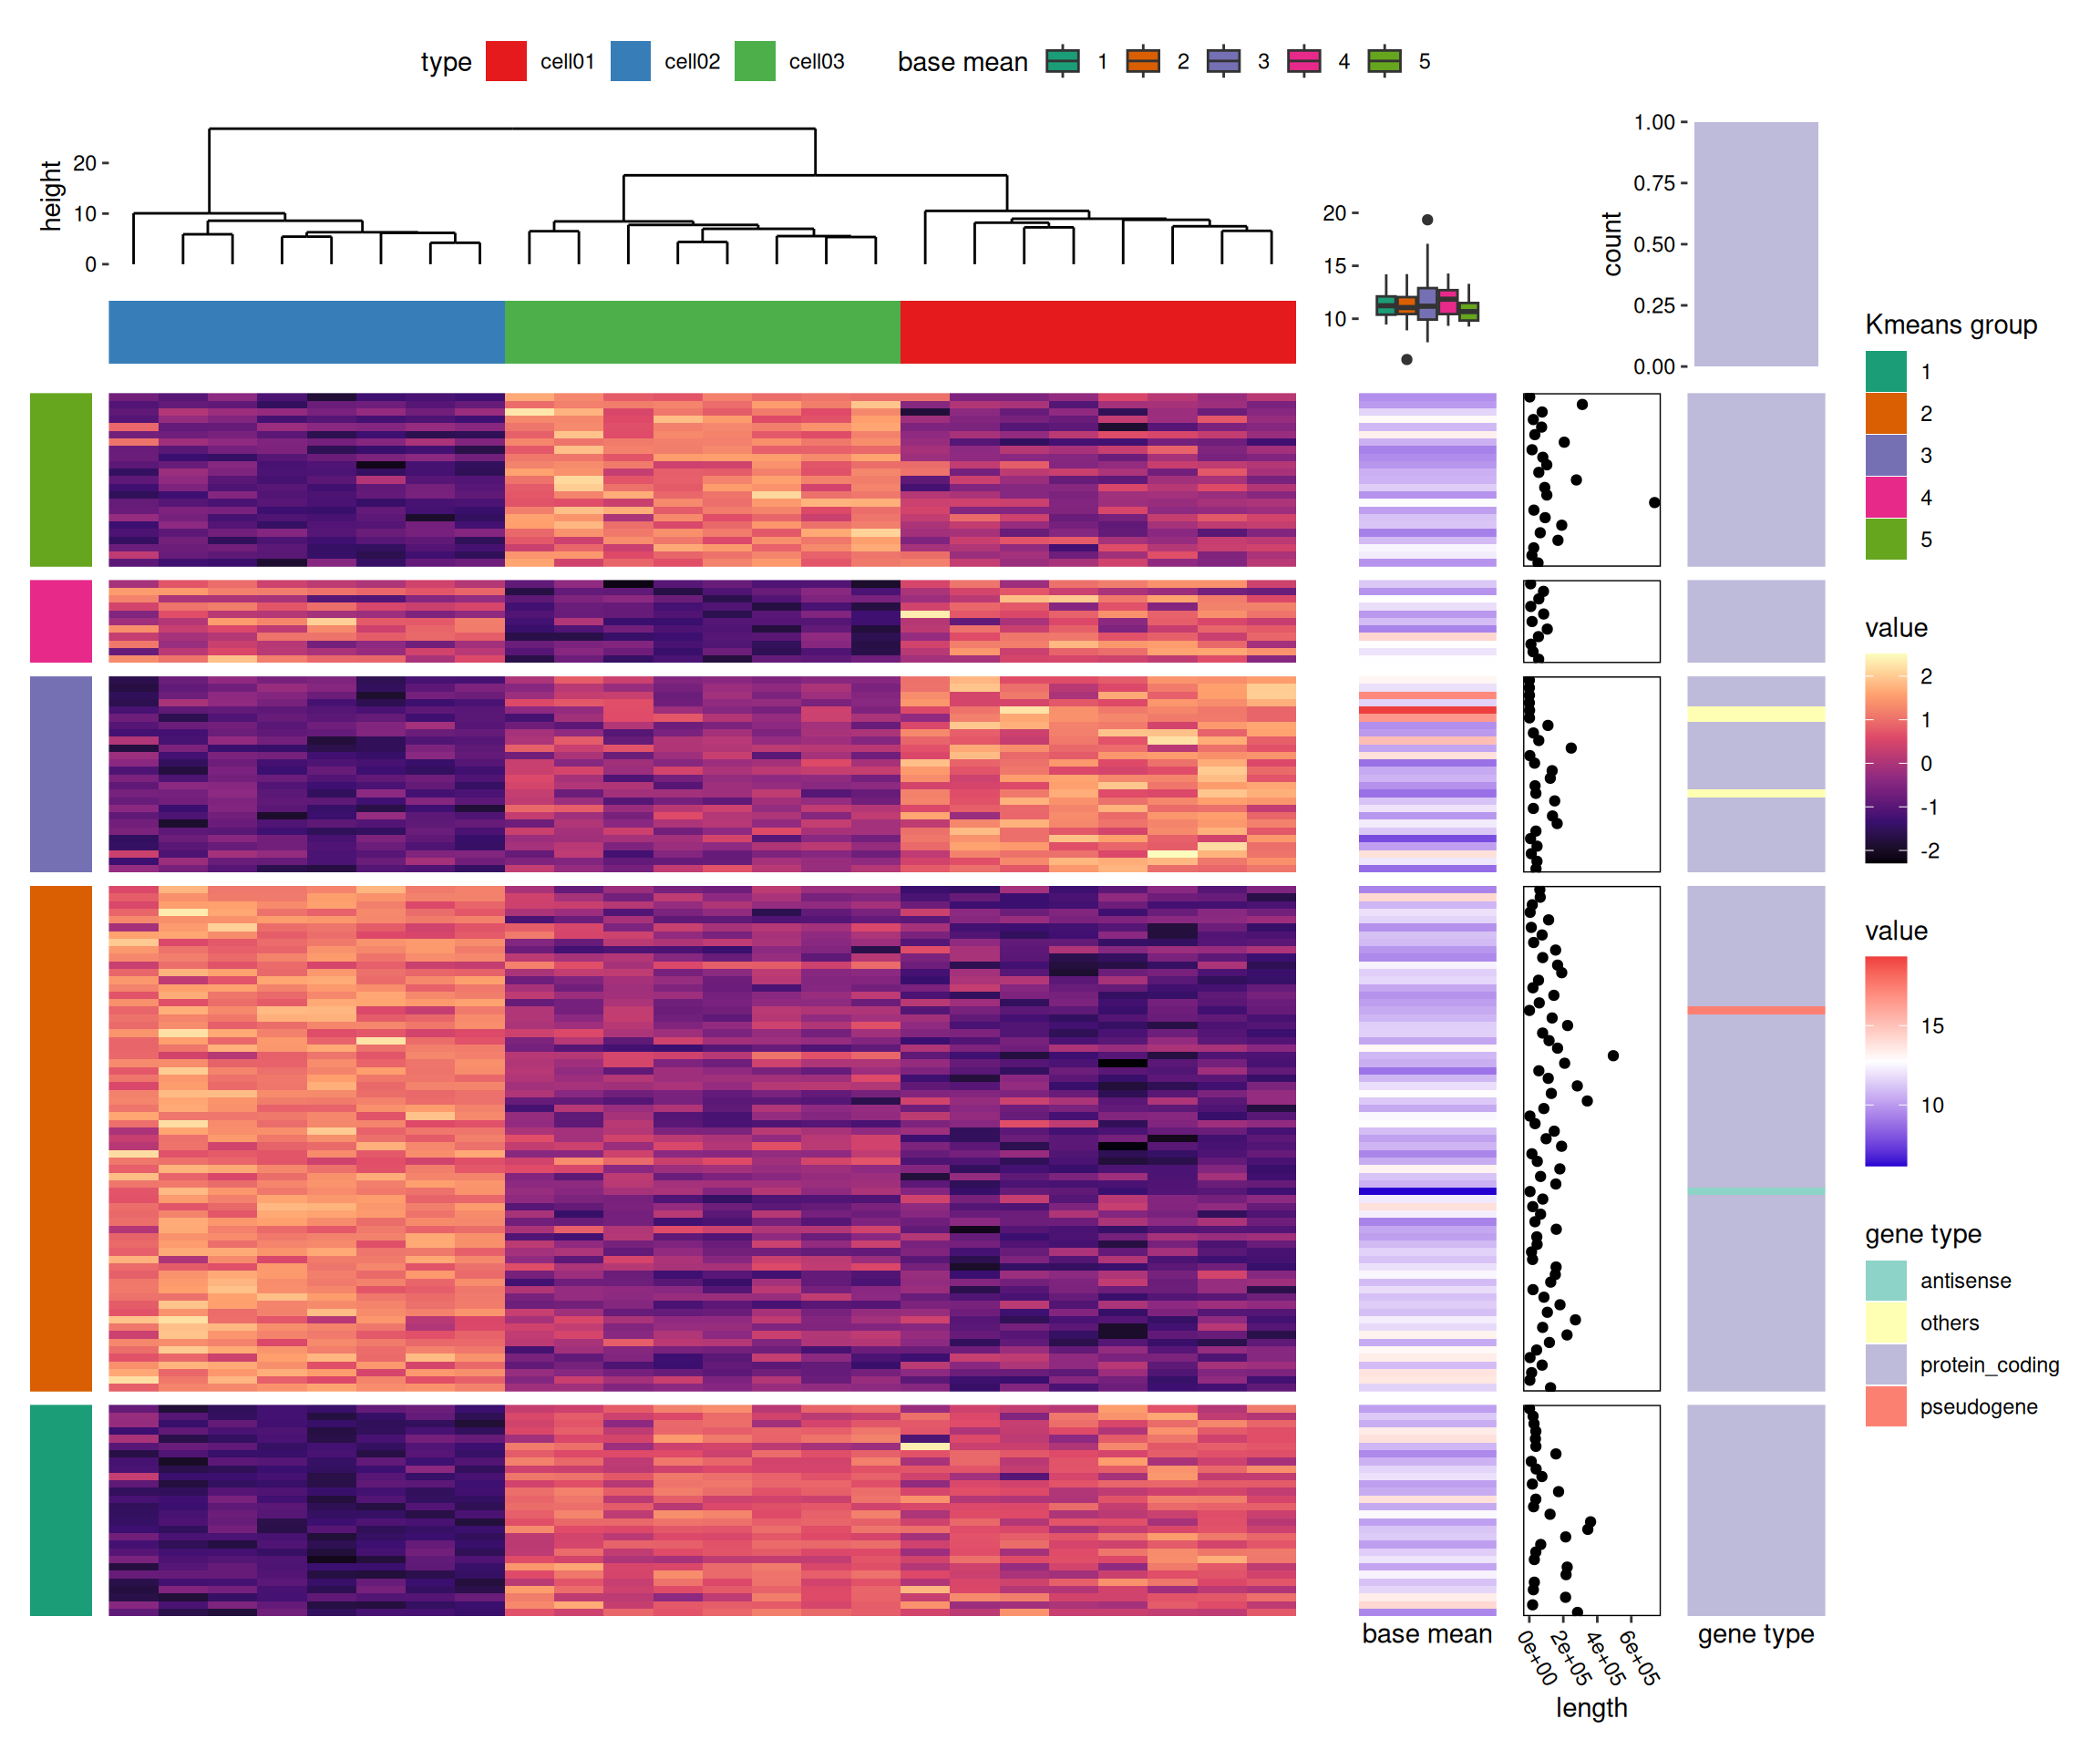 type cell01 cell02 cell03 base mean 1 2 3 4 5
height
20
10
0
20
15
10
count
1.00
0.75
0.50
0.25
0.00
Kmeans group
1
2
3
4
5
value
2
1
0
-1
-2
value
15
10
gene type
antisense
others
protein_coding
pseudogene
base mean
0e+00
2e+05
4e+05
6e+05
length
gene type